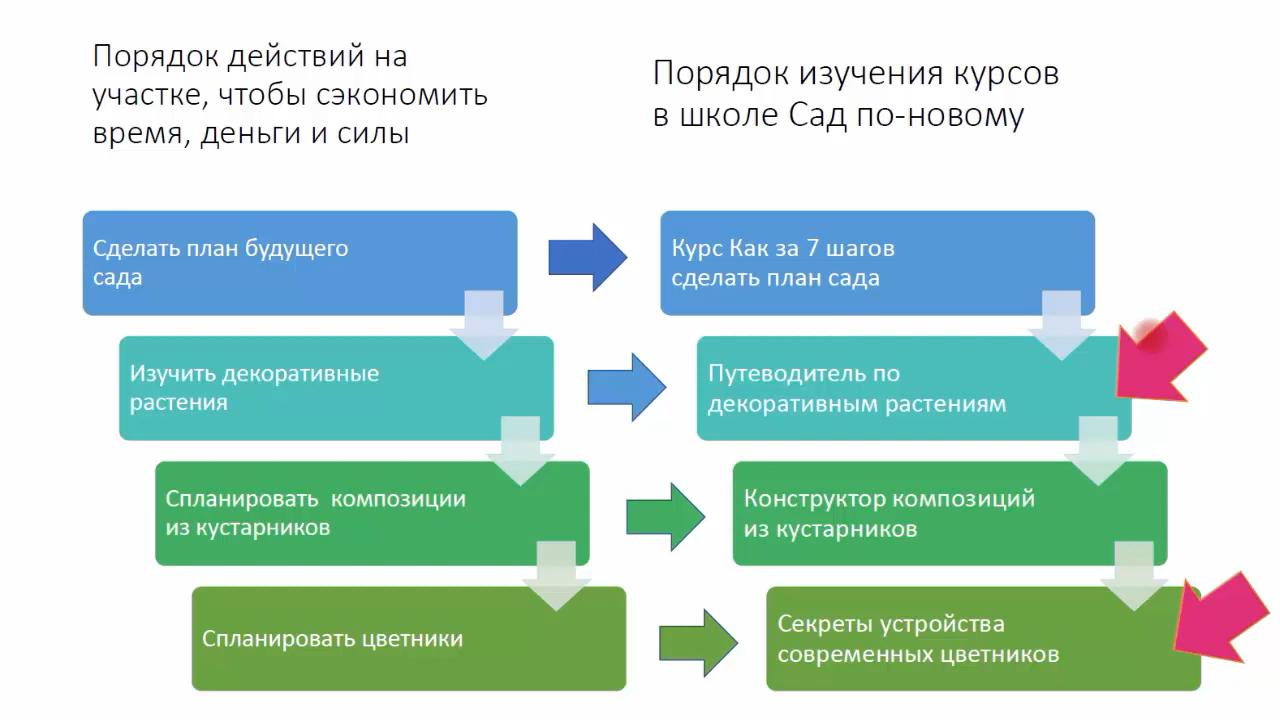 Порядок действий на
участке, чтобы сэкономить
время, деньги и силы
Порядок изучения курсов
в школе Сад по-новому
Сделать план будущего
сада
Курс Как за 7 шагов
сделать план сада
Изучить декоративные
растения
Путеводитель по
декоративным растениям
Спланировать композиции
из кустарников
Конструктор композиций
из кустарников
Спланировать цветники
Секреты устройства
современных цветников